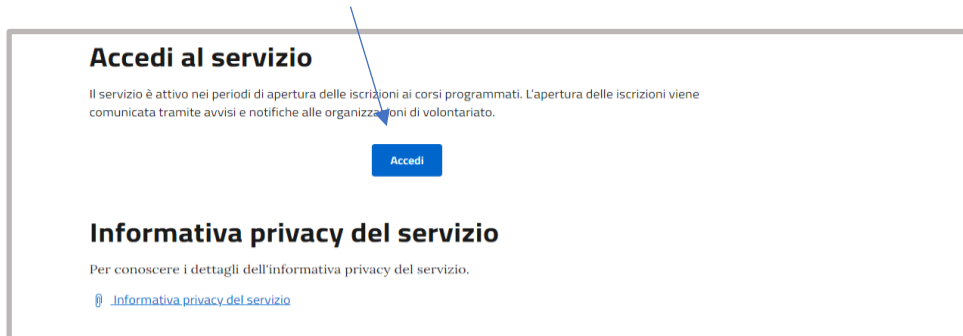 Accedi al servizio
Il servizio è attivo nei periodi di apertura delle iscrizioni ai corsi programmati. L'apertura delle iscrizioni viene
comunicata tramite avvisi e notifiche alle organizzazioni di volontariato.
Accedi
Informativa privacy del servizio
Per conoscere i dettagli dell'informativa privacy del servizio.
Informativa privacy del servizio